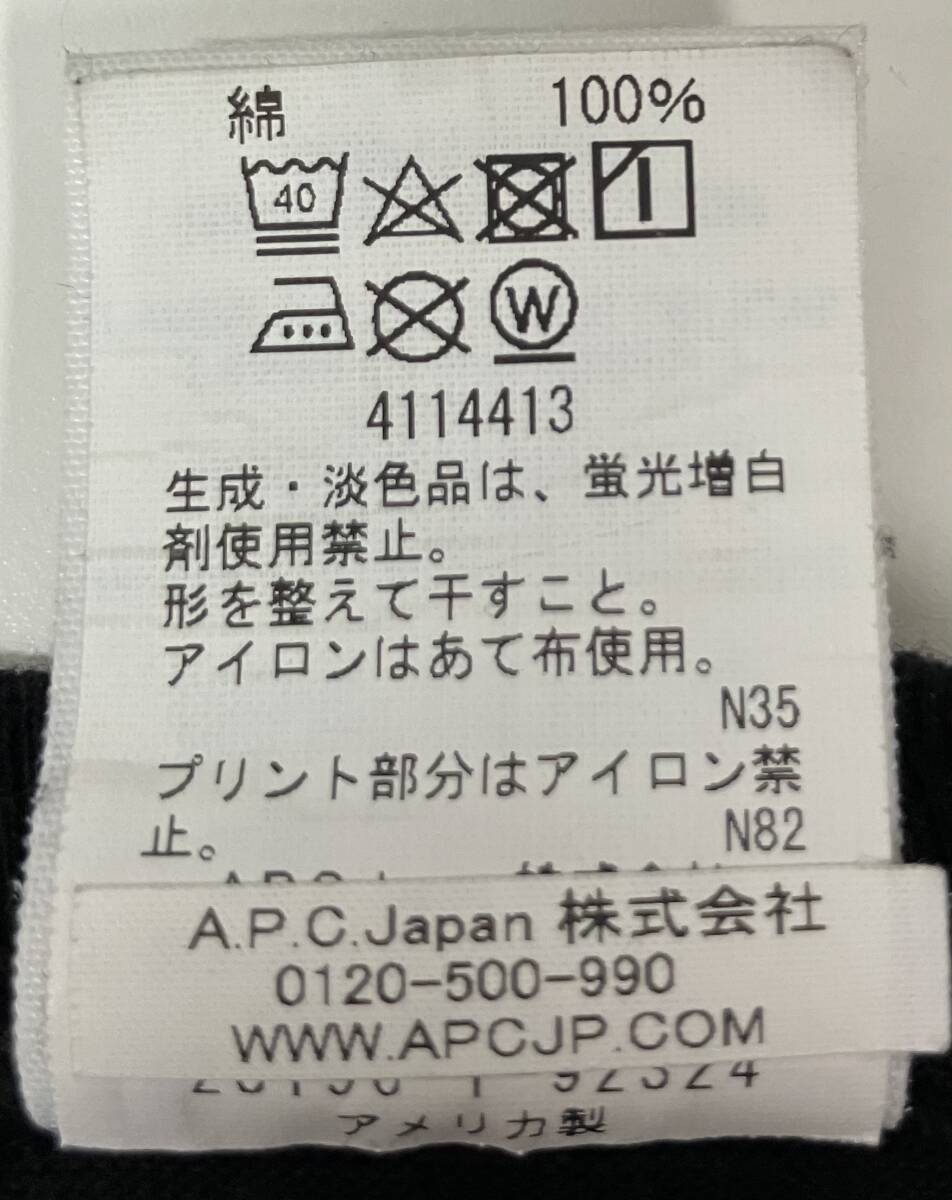 綿 100%
40
W
4114413
生成・淡色品は、蛍光増白
剤使用禁止。
形を整えて干すこと。
アイロンはあて布使用。
N35
プリント部分はアイロン禁
止。 N82
A.P.C.Japan 株式会社
0120-500-990
WWW.APCJP.COM
アメリカ製